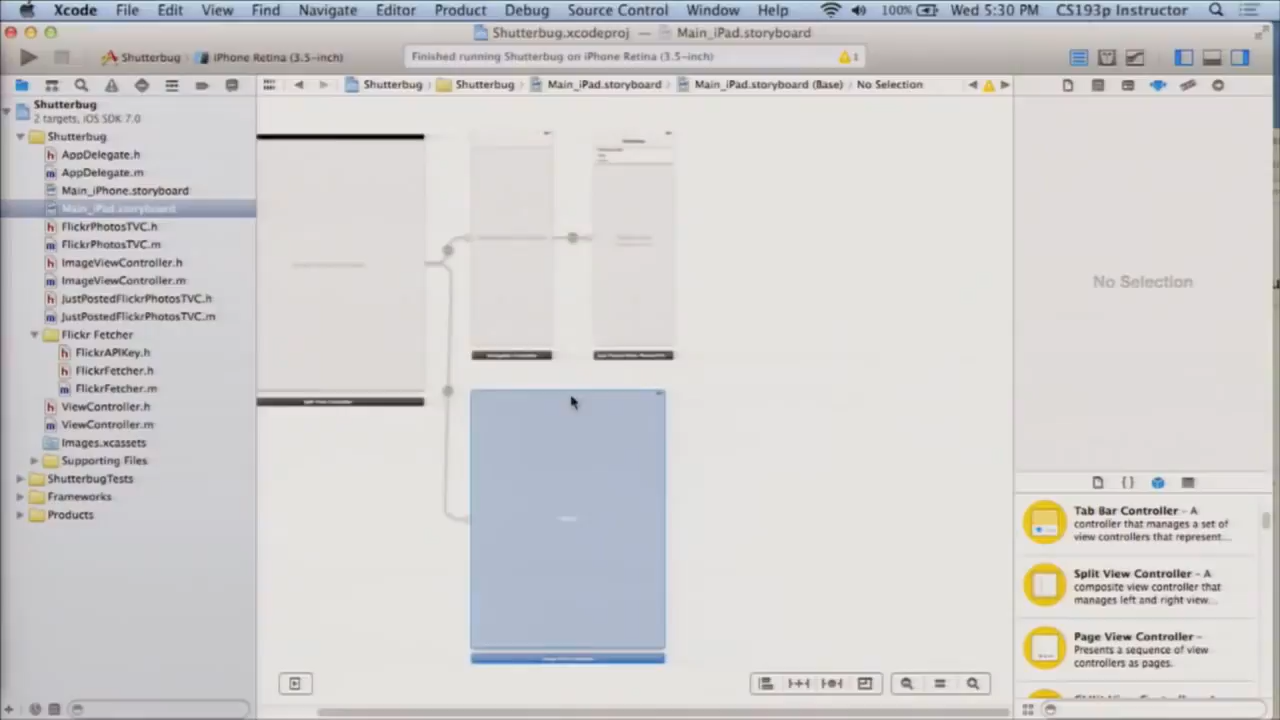 Xcode File Edit View Find Navigate Editor Product Debug Source Control Window Help 100% Wed 5:30 PM CS193p Instructor
Shutterbug.xcodeproj — Main_iPad.storyboard
Shutterbug iPhone Retina (3.5-inch) Finished running Shutterbug on iPhone Retina (3.5-inch) 1
Shutterbug Shutterbug Main_iPad.storyboard Main_iPad.storyboard (Base) No Selection
Shutterbug
2 targets, iOS SDK 7.0
Shutterbug
AppDelegate.h
AppDelegate.m
Main_iPhone.storyboard
Main_iPad.storyboard
FlickrPhotosTVC.h
FlickrPhotosTVC.m
ImageViewController.h
ImageViewController.m
JustPostedFlickrPhotosTVC.h
JustPostedFlickrPhotosTVC.m
Flickr Fetcher
FlickrAPIKey.h
FlickrFetcher.h
FlickrFetcher.m
ViewController.h
ViewController.m
Images.xcassets
Supporting Files
ShutterbugTests
Frameworks
Products
Split View Controller
No Selection
Tab Bar Controller - A
controller that manages a set of
view controllers that represent...
Split View Controller - A
composite view controller that
manages left and right view...
Page View Controller -
Presents a sequence of view
controllers as pages.